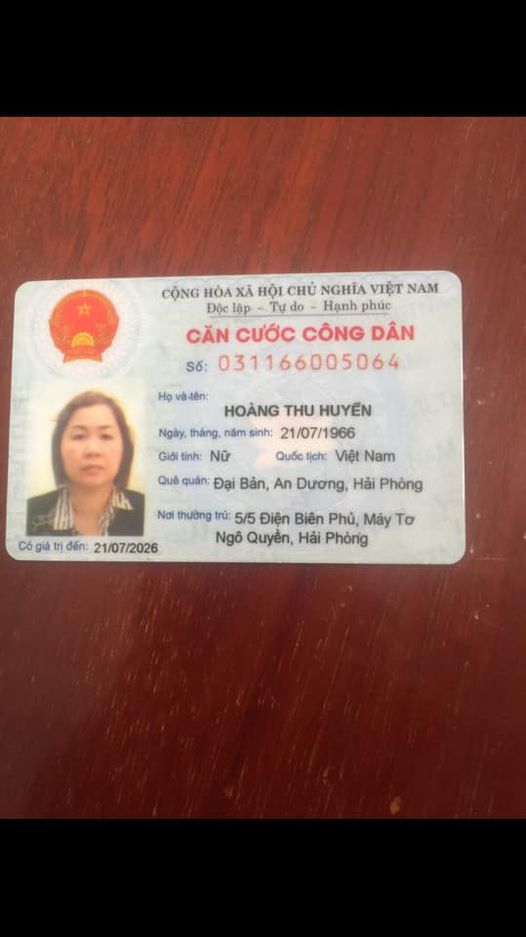 CỘNG HÒA XÃ HỘI CHỦ NGHĨA VIỆT NAM
Độc lập – Tự do – Hạnh phúc
CĂN CƯỚC CÔNG DÂN
Số: 031166005064
Họ và tên:
HOÀNG THU HUYỀN
Ngày, tháng, năm sinh: 21/07/1966
Giới tính: Nữ Quốc tịch: Việt Nam
Quê quán: Đại Bản, An Dương, Hải Phòng
Nơi thường trú: 5/5 Điện Biên Phủ, Máy Tơ
Ngô Quyền, Hải Phòng
Có giá trị đến: 21/07/2026